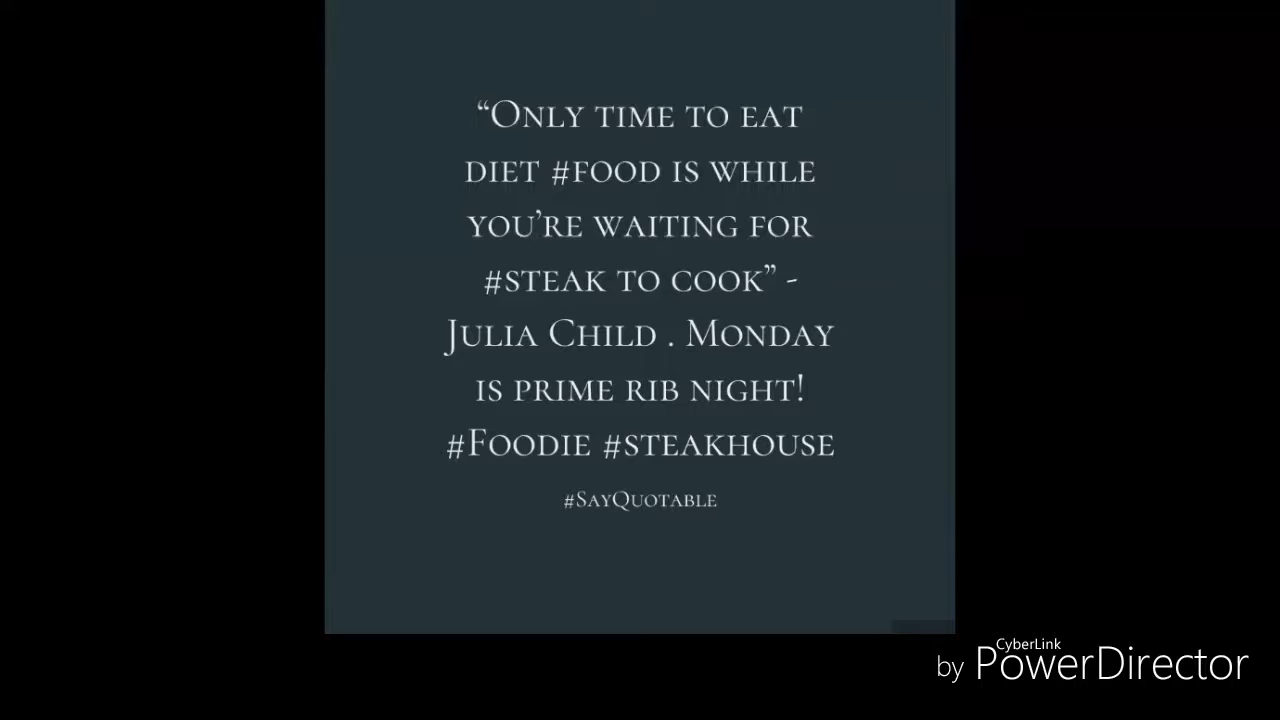 “Only time to eat
diet #food is while
you’re waiting for
#steak to cook” -
Julia Child . Monday
is prime rib night!
#Foodie #steakhouse
#SayQuotable
CyberLink
by PowerDirector